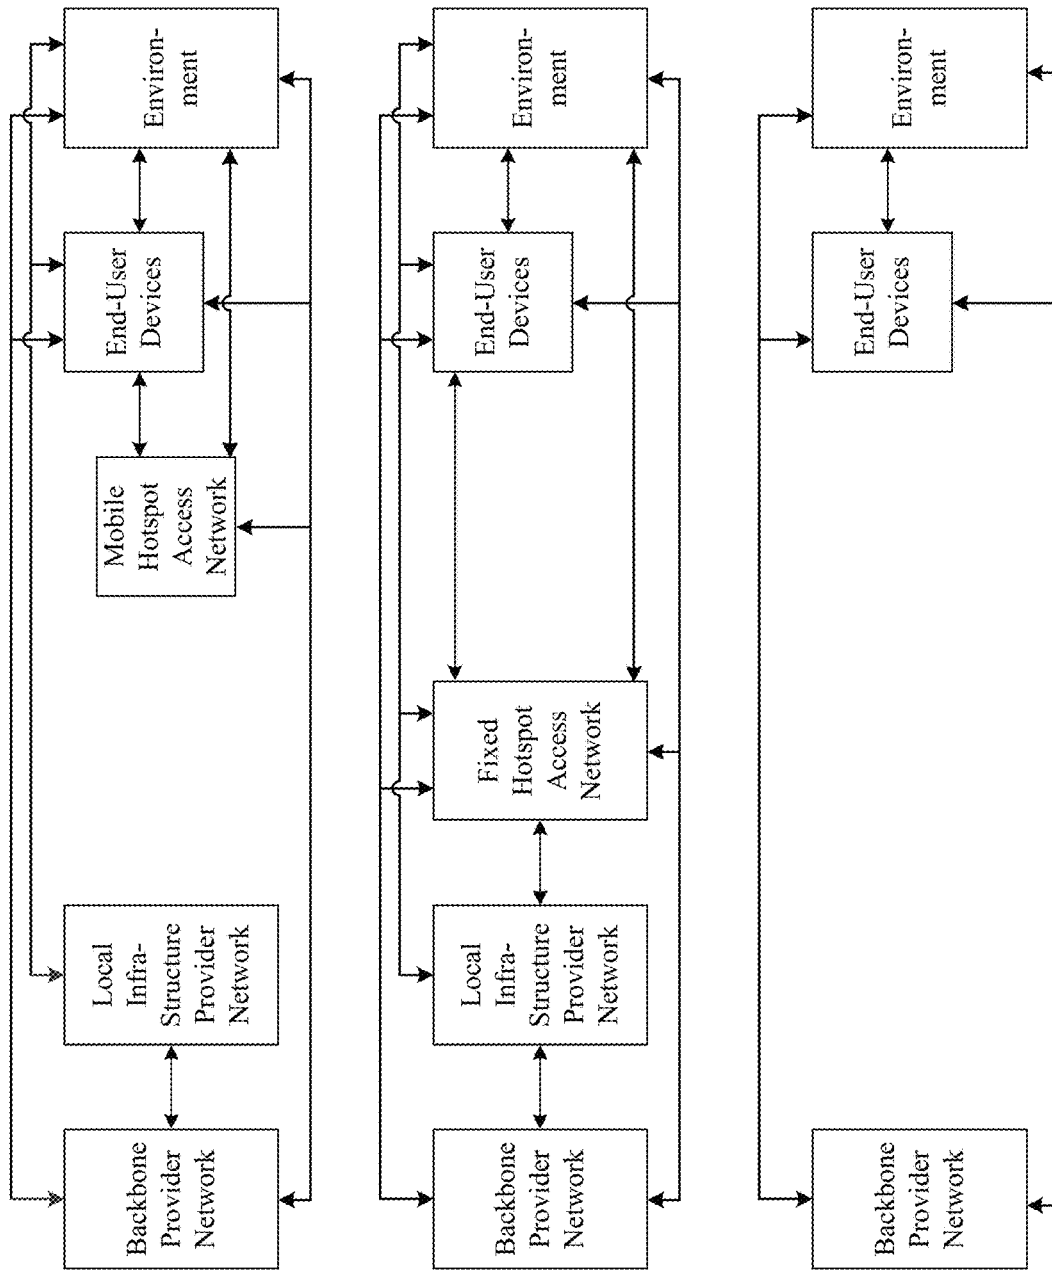 Environ-
ment
End-User
Devices
Mobile
Hotspot
Access
Network
Local
Infra-
Structure
Provider
Network
Backbone
Provider
Network
Environ-
ment
End-User
Devices
Fixed
Hotspot
Access
Network
Local
Infra-
Structure
Provider
Network
Backbone
Provider
Network
Environ-
ment
End-User
Devices
Backbone
Provider
Network